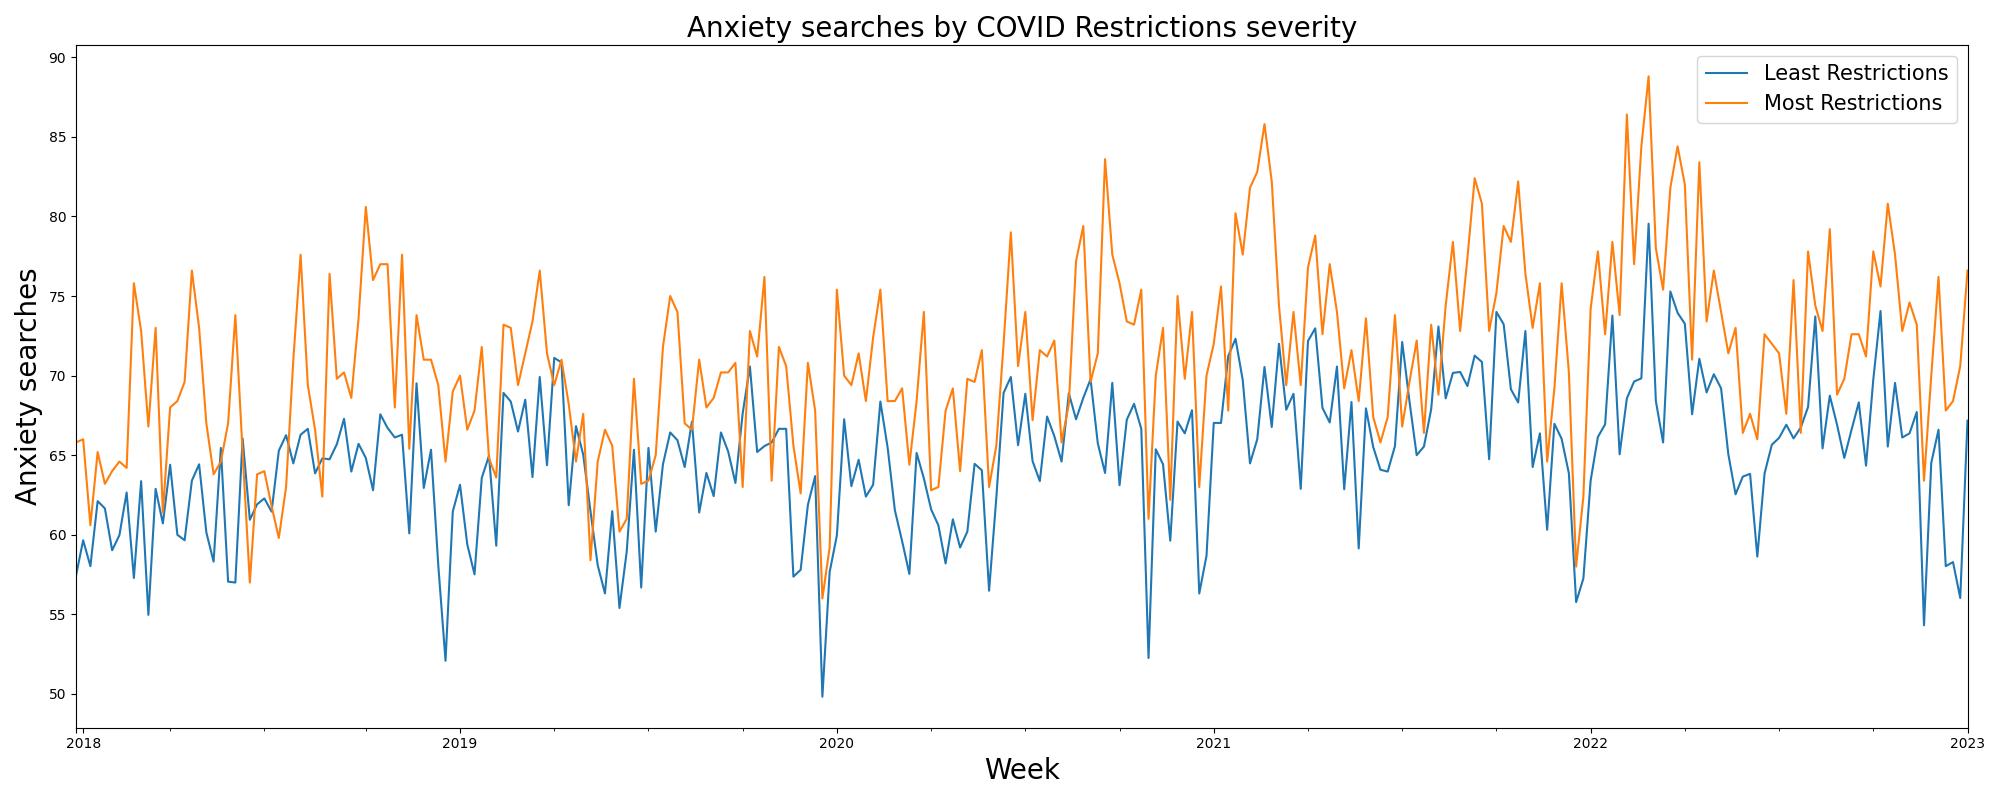 Anxiety searches by COVID Restrictions severity
Least Restrictions
Most Restrictions
Anxiety searches
90
85
80
75
70
65
60
55
50
2018 2019 2020 2021 2022 2023
Week